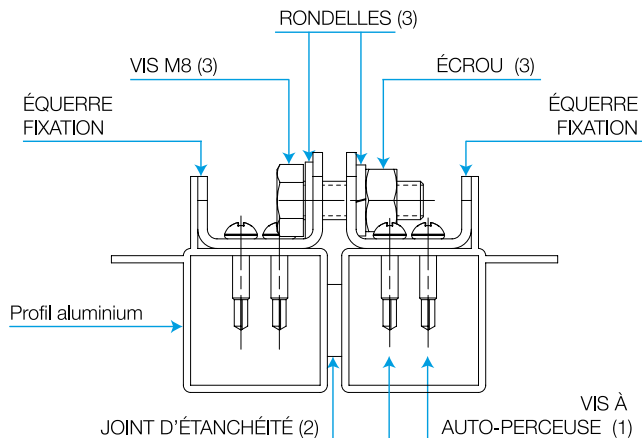 RONDELLES (3)
VIS M8 (3)
ÉCROU (3)
ÉQUERRE
FIXATION
ÉQUERRE
FIXATION
Profil aluminium
JOINT D'ÉTANCHÉITÉ (2)
VIS À
AUTO-PERCEUSE (1)